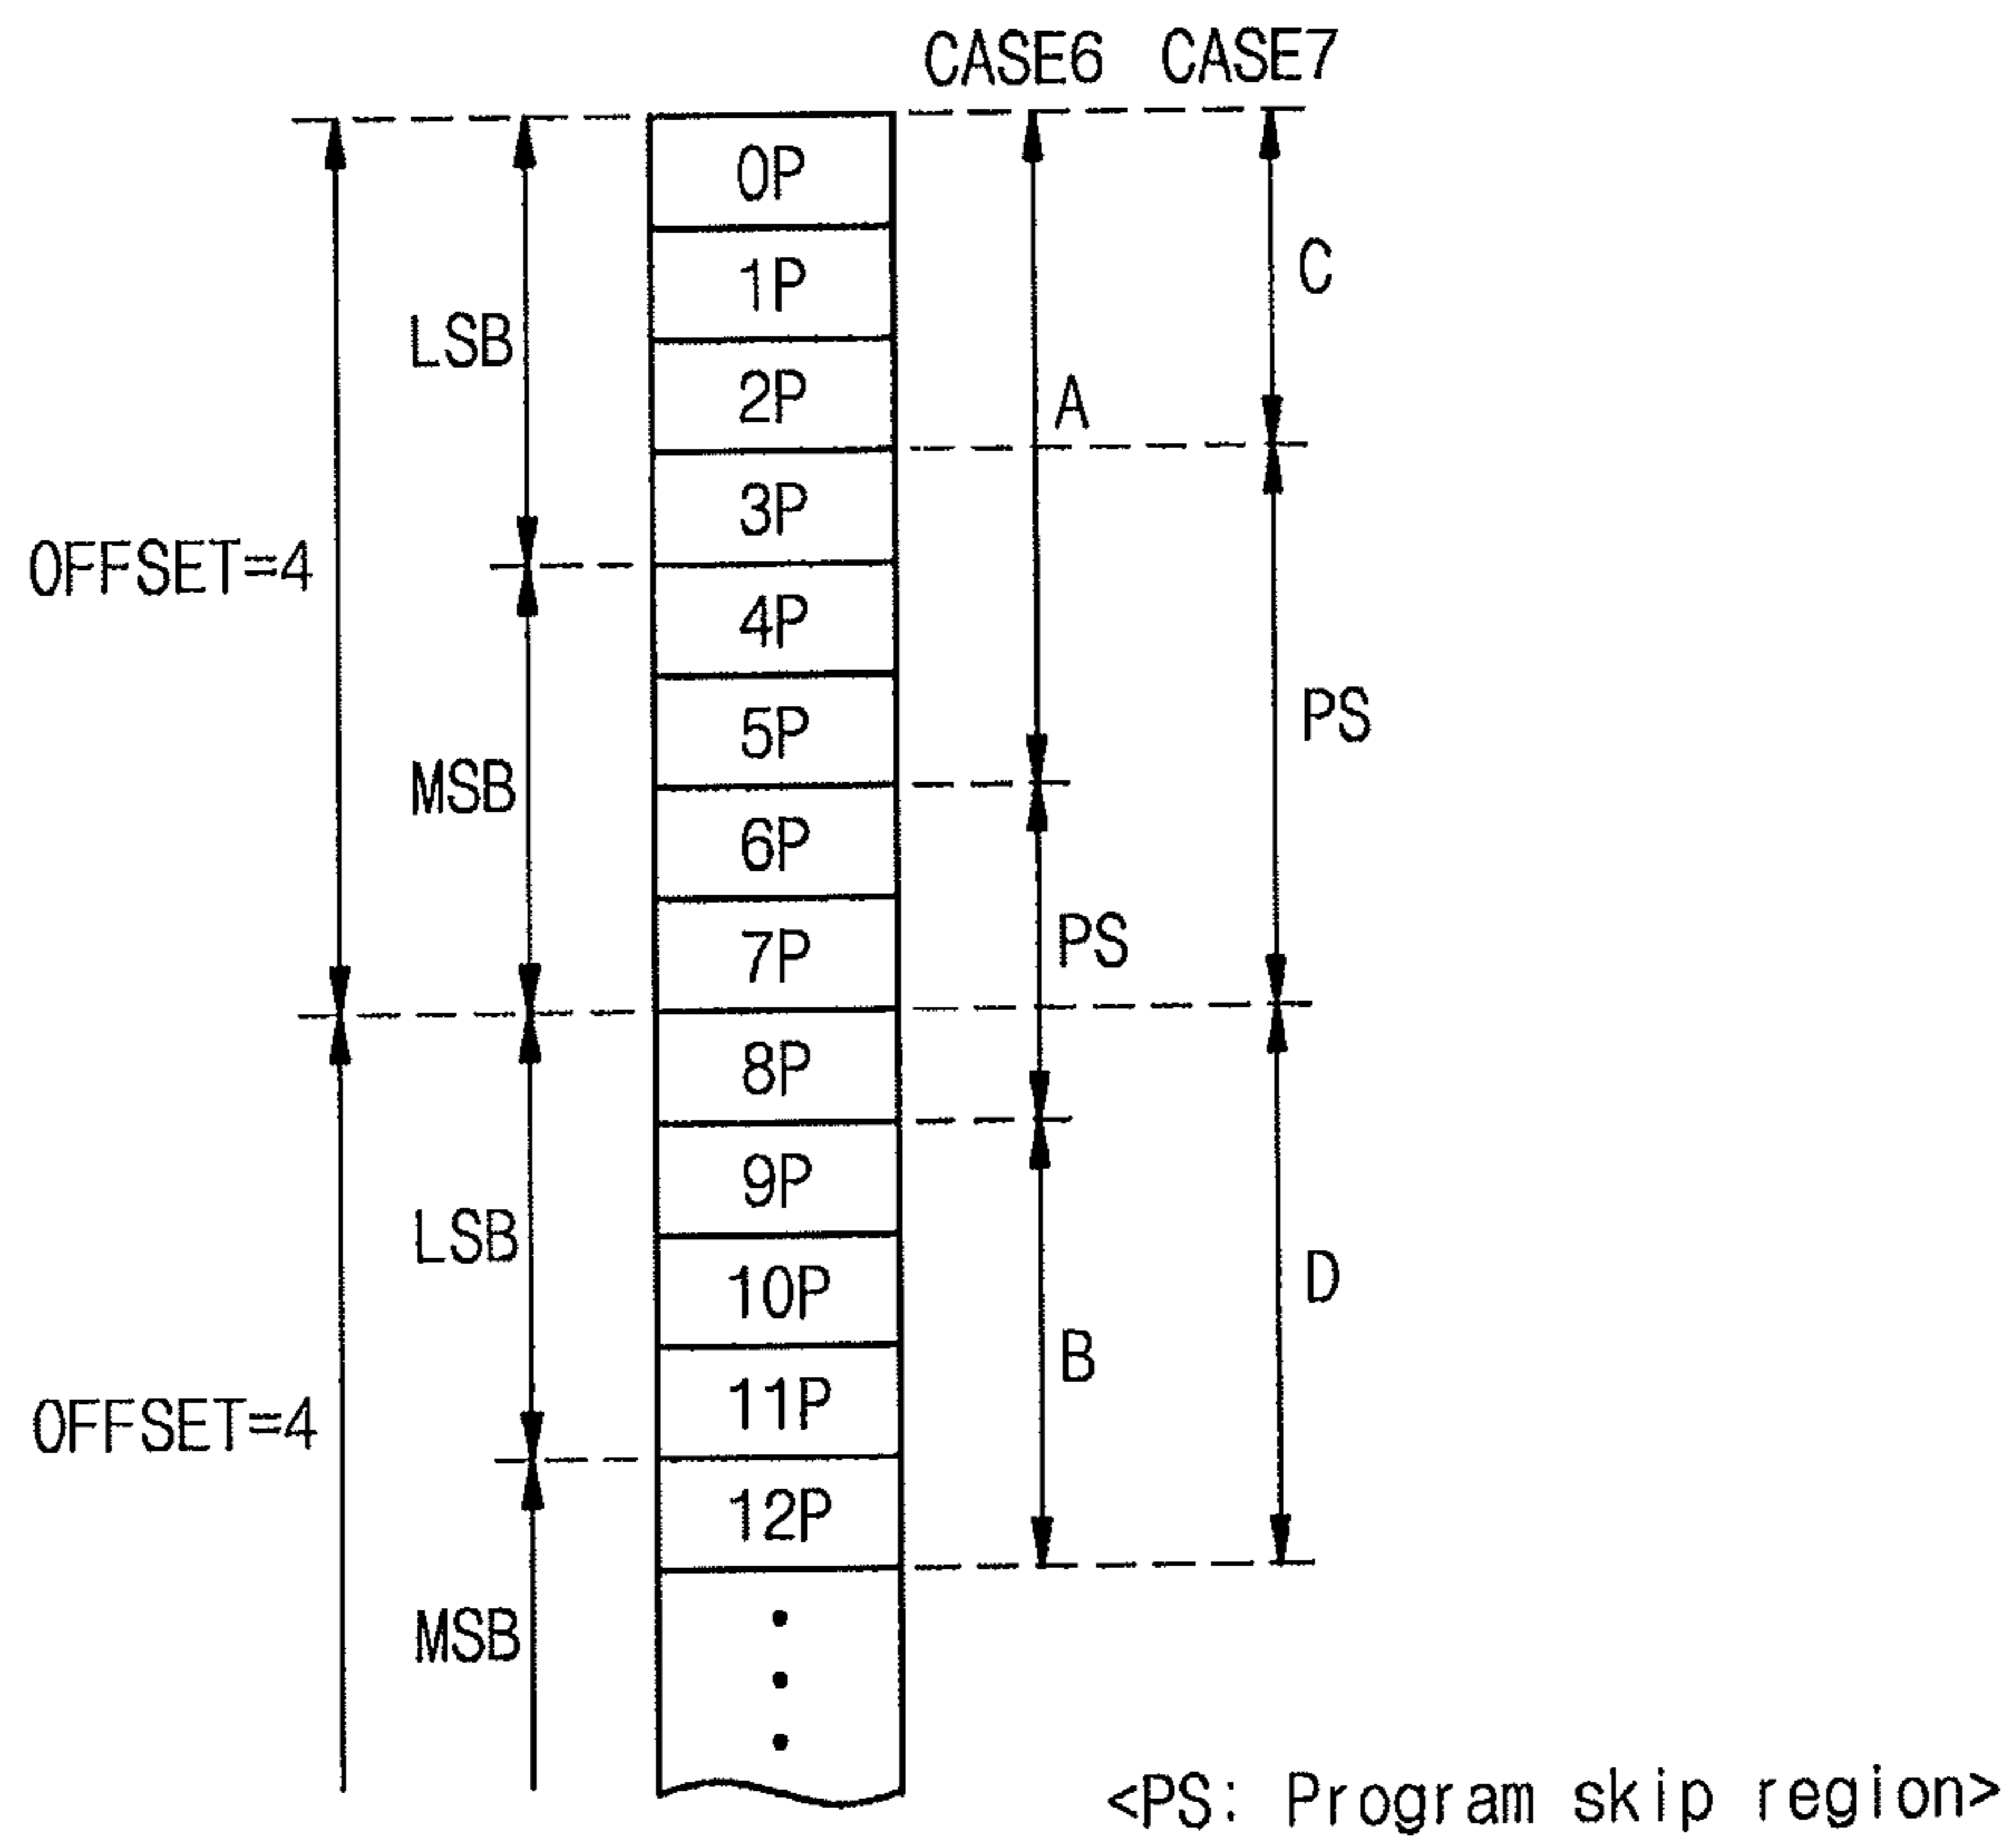 CASE6 CASE7
0P
1P
C
LSB
2P
A
3P
OFFSET=4
4P
5P
PS
MSB
6P
7P
PS
8P
9P
LSB
10P
D
B
11P
OFFSET=4
12P
MSB
<PS: Program skip region>